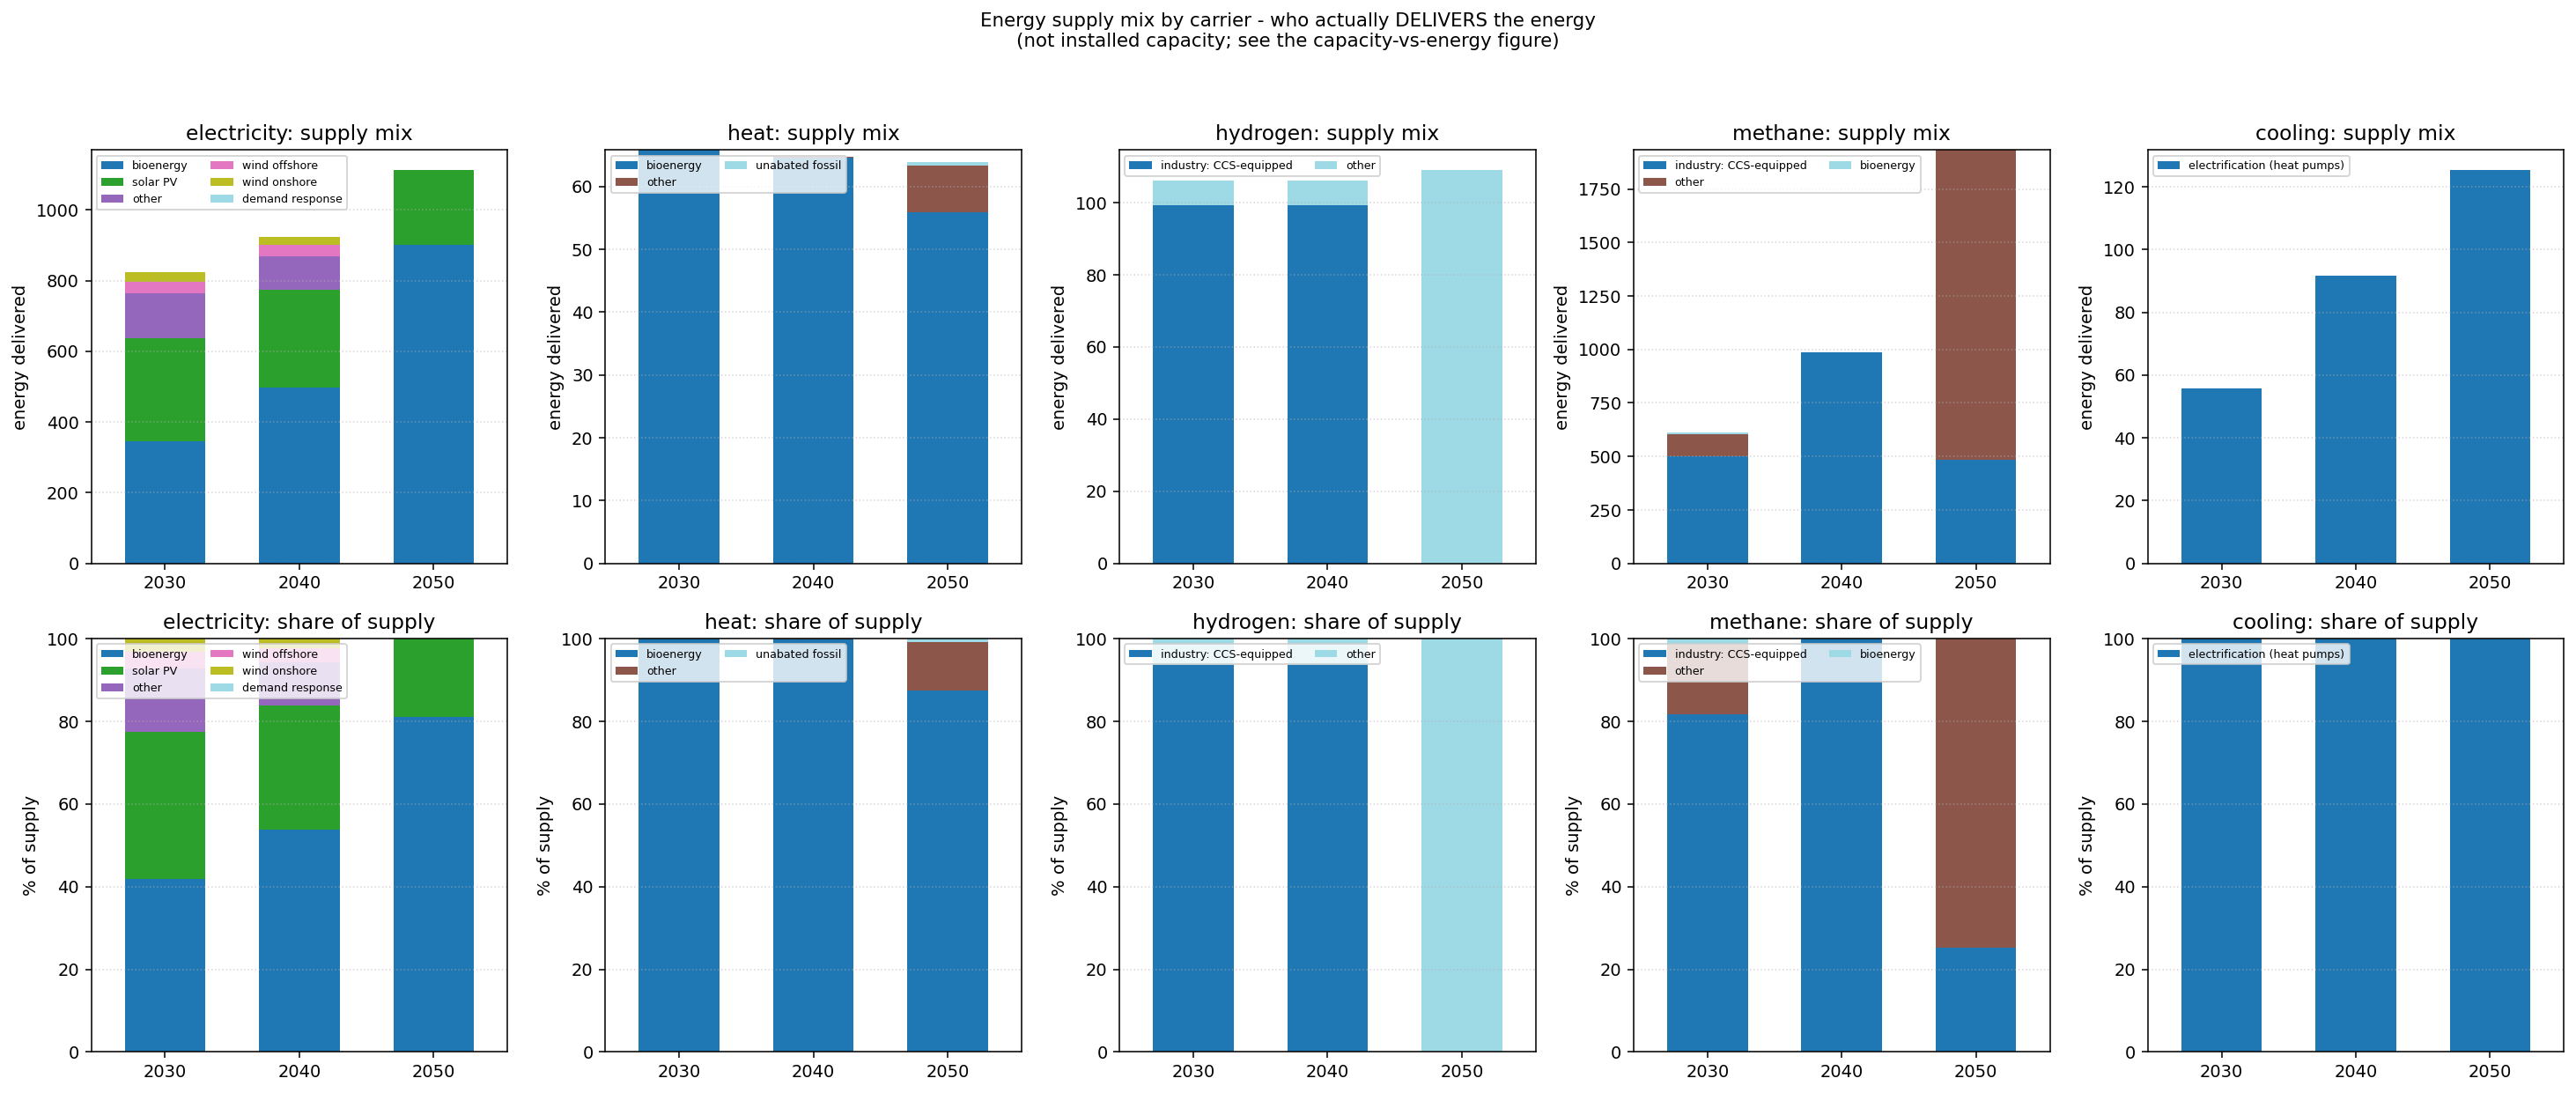 Energy supply mix by carrier - who actually DELIVERS the energy
(not installed capacity; see the capacity-vs-energy figure)
electricity: supply mix
energy delivered
0
200
400
600
800
1000
bioenergy
solar PV
other
wind offshore
wind onshore
demand response
2030
2040
2050
heat: supply mix
energy delivered
0
10
20
30
40
50
60
bioenergy
other
unabated fossil
2030
2040
2050
hydrogen: supply mix
energy delivered
0
20
40
60
80
100
industry: CCS-equipped
other
2030
2040
2050
methane: supply mix
energy delivered
0
250
500
750
1000
1250
1500
1750
industry: CCS-equipped
other
bioenergy
2030
2040
2050
cooling: supply mix
energy delivered
0
20
40
60
80
100
120
electrification (heat pumps)
2030
2040
2050
electricity: share of supply
% of supply
0
20
40
60
80
100
bioenergy
solar PV
other
wind offshore
wind onshore
demand response
2030
2040
2050
heat: share of supply
% of supply
0
20
40
60
80
100
bioenergy
other
unabated fossil
2030
2040
2050
hydrogen: share of supply
% of supply
0
20
40
60
80
100
industry: CCS-equipped
other
2030
2040
2050
methane: share of supply
% of supply
0
20
40
60
80
100
industry: CCS-equipped
other
bioenergy
2030
2040
2050
cooling: share of supply
% of supply
0
20
40
60
80
100
electrification (heat pumps)
2030
2040
2050